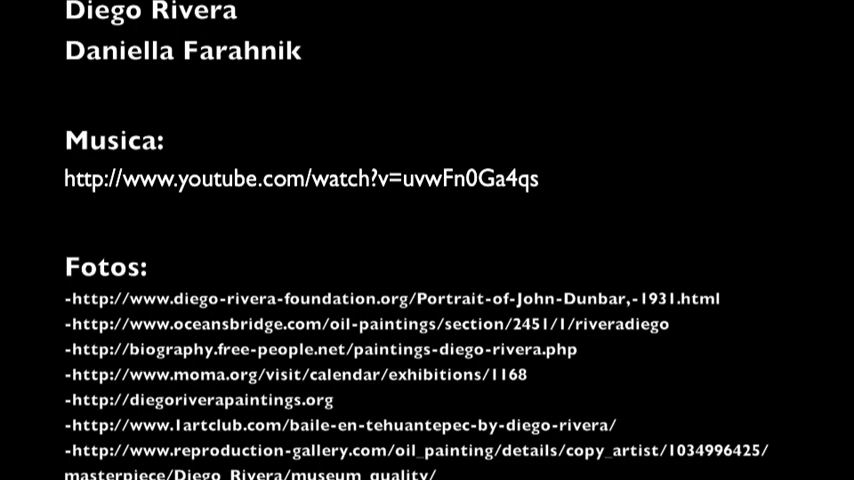 Diego Rivera
Daniella Farahnik
Musica:
http://www.youtube.com/watch?v=uvwFn0Ga4qs
Fotos:
-http://www.diego-rivera-foundation.org/Portrait-of-John-Dunbar,-1931.html
-http://www.oceansbridge.com/oil-paintings/section/2451/1/riveradiego
-http://biography.free-people.net/paintings-diego-rivera.php
-http://www.moma.org/visit/calendar/exhibitions/1168
-http://diegoriverapaintings.org
-http://www.1artclub.com/baile-en-tehuantepec-by-diego-rivera/
-http://www.reproduction-gallery.com/oil_painting/details/copy_artist/1034996425/
masterpiece/Diego_Rivera/museum_quality/